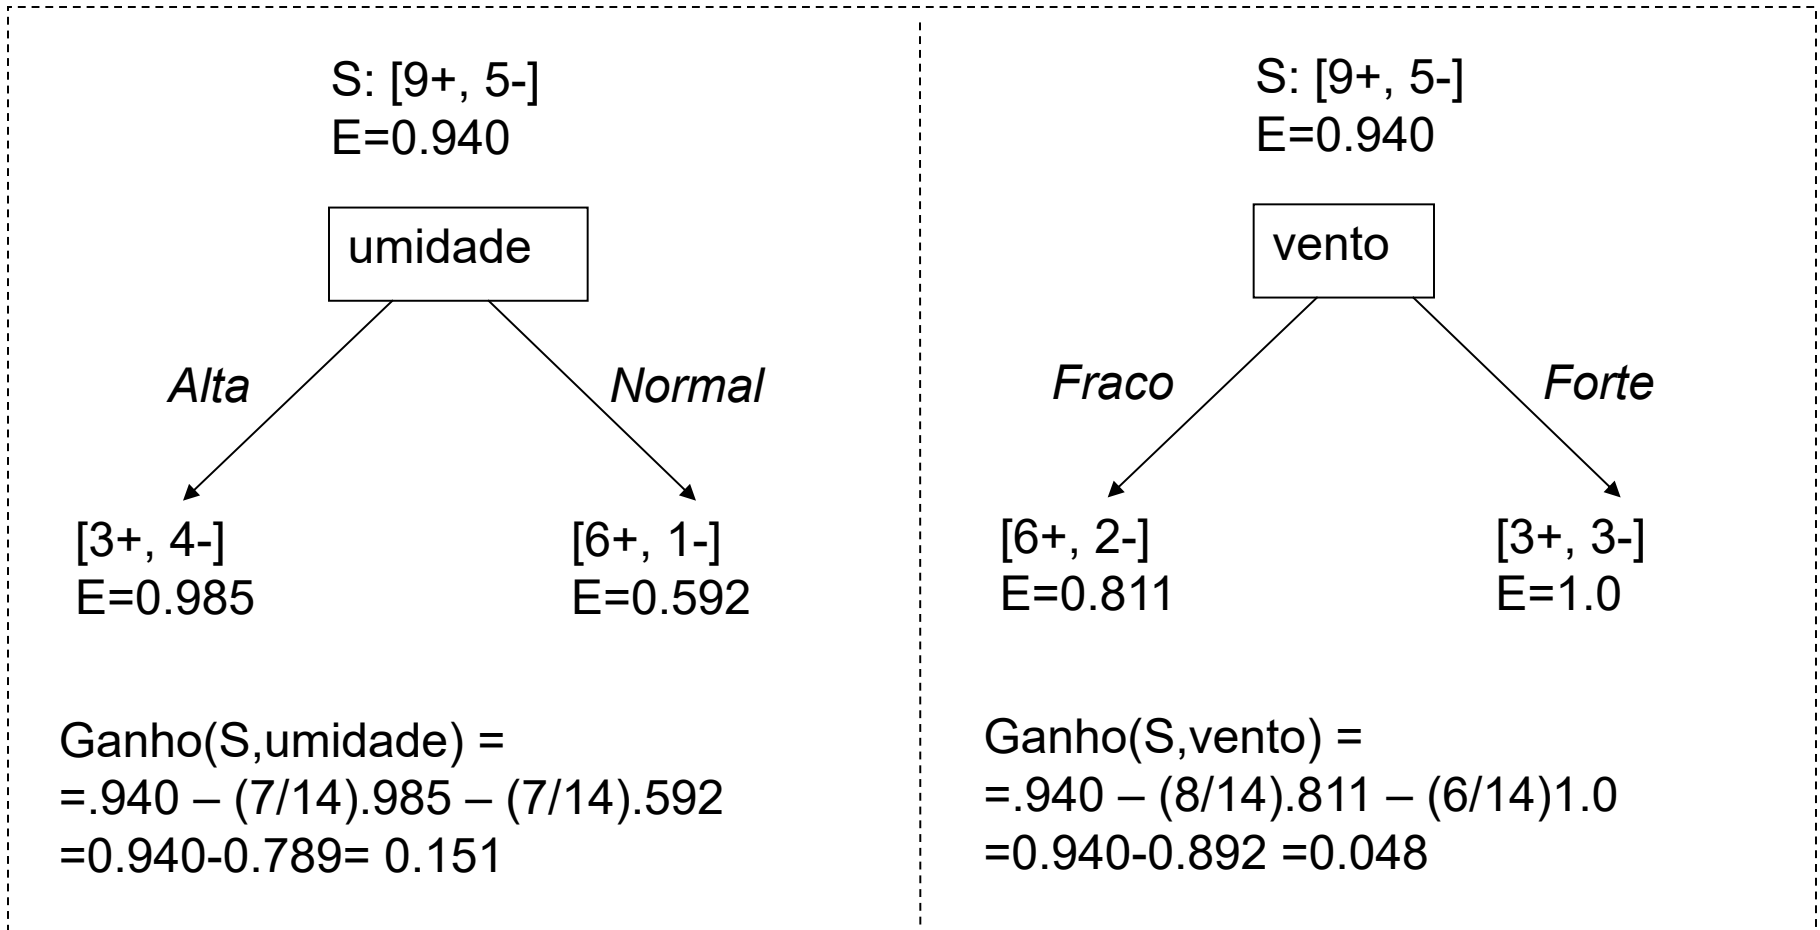 S: [9+, 5-]
E=0.940
umidade
Alta
Normal
[3+, 4-]
E=0.985
[6+, 1-]
E=0.592
Ganho(S,umidade) =
=.940 – (7/14).985 – (7/14).592
=0.940-0.789= 0.151
S: [9+, 5-]
E=0.940
vento
Fraco
Forte
[6+, 2-]
E=0.811
[3+, 3-]
E=1.0
Ganho(S,vento) =
=.940 – (8/14).811 – (6/14)1.0
=0.940-0.892 =0.048